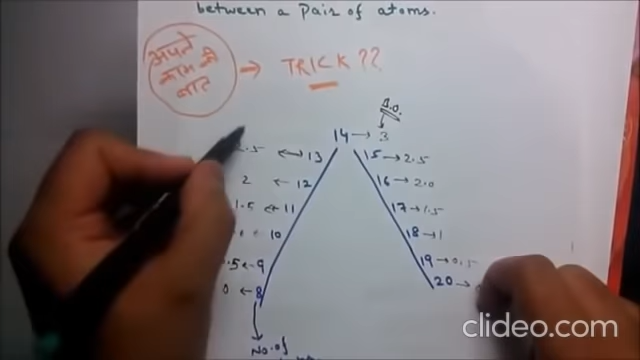 between a pair of atoms.
अपने
काम की
बात
→ TRICK ??
B.O.
14 → 3
.5 ↔ 13
15 → 2.5
2 ← 12
16 → 2.0
1.5 ← 11
17 → 1.5
← 10
18 → 1
.5 ← 9
19 → 0.5
0 ← 8
20 →
No. of
clideo.com